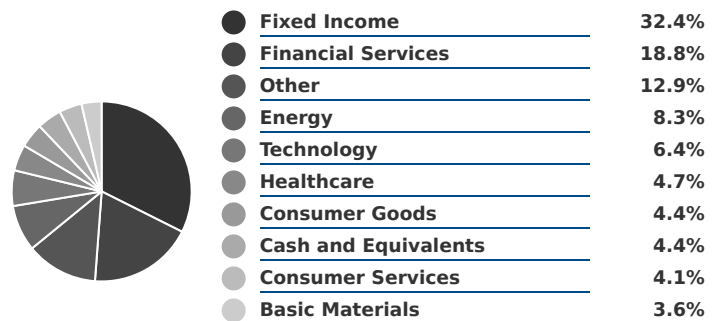 Fixed Income 32.4%
Financial Services 18.8%
Other 12.9%
Energy 8.3%
Technology 6.4%
Healthcare 4.7%
Consumer Goods 4.4%
Cash and Equivalents 4.4%
Consumer Services 4.1%
Basic Materials 3.6%